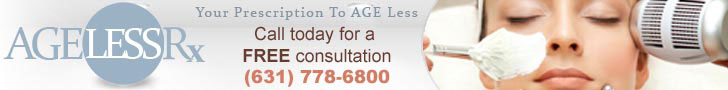 AGELESSRx
Your Prescription To AGE Less
Call today for a
FREE consultation
(631) 778-6800